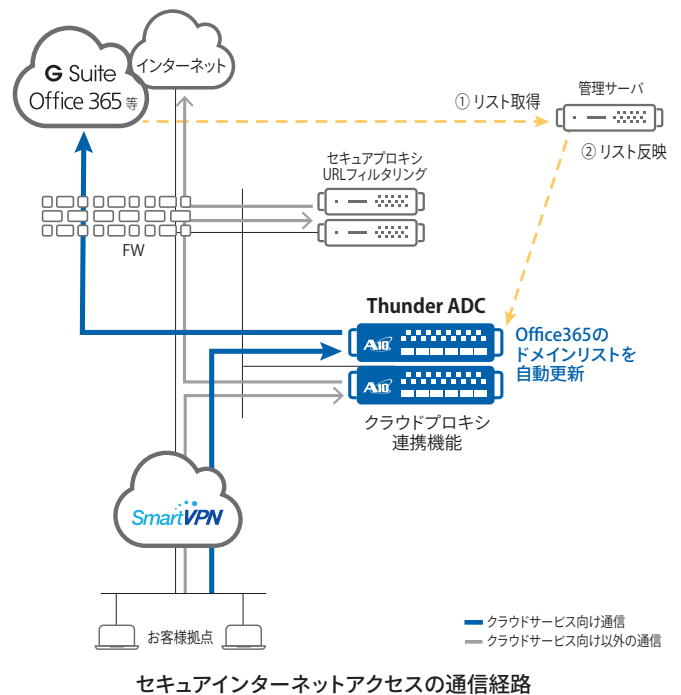 G Suite
Office 365 等
インターネット
① リスト取得
管理サーバ
② リスト反映
セキュアプロキシ
URLフィルタリング
FW
Thunder ADC
A10
A10
Office365の
ドメインリストを
自動更新
クラウドプロキシ
連携機能
SmartVPN
お客様拠点
クラウドサービス向け通信
クラウドサービス向け以外の通信
セキュアインターネットアクセスの通信経路